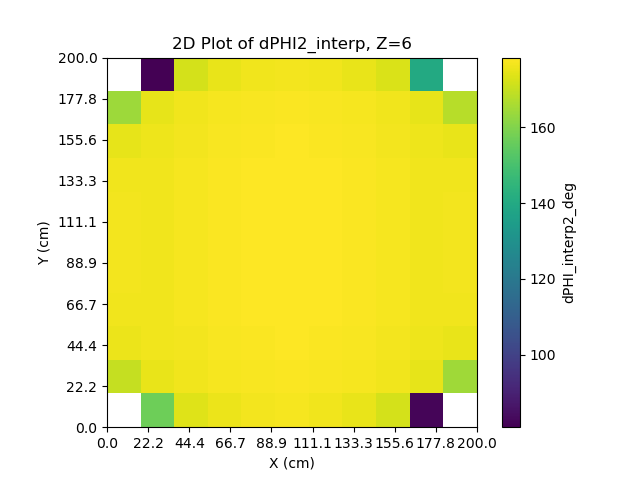 2D Plot of dPHI2_interp, Z=6
200.0
177.8
155.6
133.3
111.1
88.9
66.7
44.4
22.2
0.0
Y (cm)
0.0 22.2 44.4 66.7 88.9 111.1 133.3 155.6 177.8 200.0
X (cm)
160
140
120
100
dPHI_interp2_deg